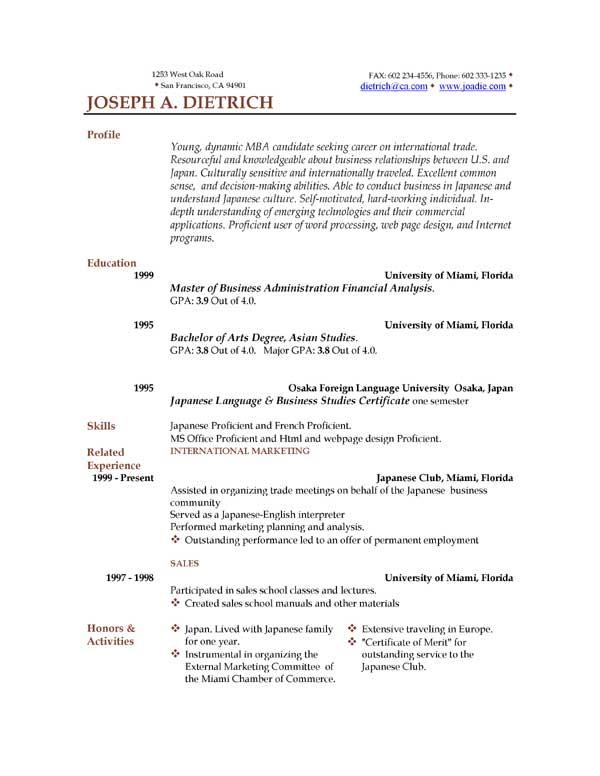 1253 West Oak Road
FAX: 602 234-4556, Phone: 602 333-1235 ✦
✦ San Francisco, CA 94901
dietrich@ca.com ✦ www.joadie.com ✦
JOSEPH A. DIETRICH
Profile
Young, dynamic MBA candidate seeking career on international trade.
Resourceful and knowledgeable about business relationships between U.S. and
Japan. Culturally sensitive and internationally traveled. Excellent common
sense, and decision-making abilities. Able to conduct business in Japanese and
understand Japanese culture. Self-motivated, hard-working individual. In-
depth understanding of emerging technologies and their commercial
applications. Proficient user of word processing, web page design, and Internet
programs.
Education
1999 University of Miami, Florida
Master of Business Administration Financial Analysis.
GPA: 3.9 Out of 4.0.
1995 University of Miami, Florida
Bachelor of Arts Degree, Asian Studies.
GPA: 3.8 Out of 4.0. Major GPA: 3.8 Out of 4.0.
1995 Osaka Foreign Language University Osaka, Japan
Japanese Language & Business Studies Certificate one semester
Skills Japanese Proficient and French Proficient.
MS Office Proficient and Html and webpage design Proficient.
Related INTERNATIONAL MARKETING
Experience
1999 - Present Japanese Club, Miami, Florida
Assisted in organizing trade meetings on behalf of the Japanese business
community
Served as a Japanese-English interpreter
Performed marketing planning and analysis.
❖ Outstanding performance led to an offer of permanent employment
SALES
1997 - 1998 University of Miami, Florida
Participated in sales school classes and lectures.
❖ Created sales school manuals and other materials
Honors &
Activities
❖ Japan. Lived with Japanese family
for one year.
❖ Instrumental in organizing the
External Marketing Committee of
the Miami Chamber of Commerce.
❖ Extensive traveling in Europe.
❖ "Certificate of Merit" for
outstanding service to the
Japanese Club.